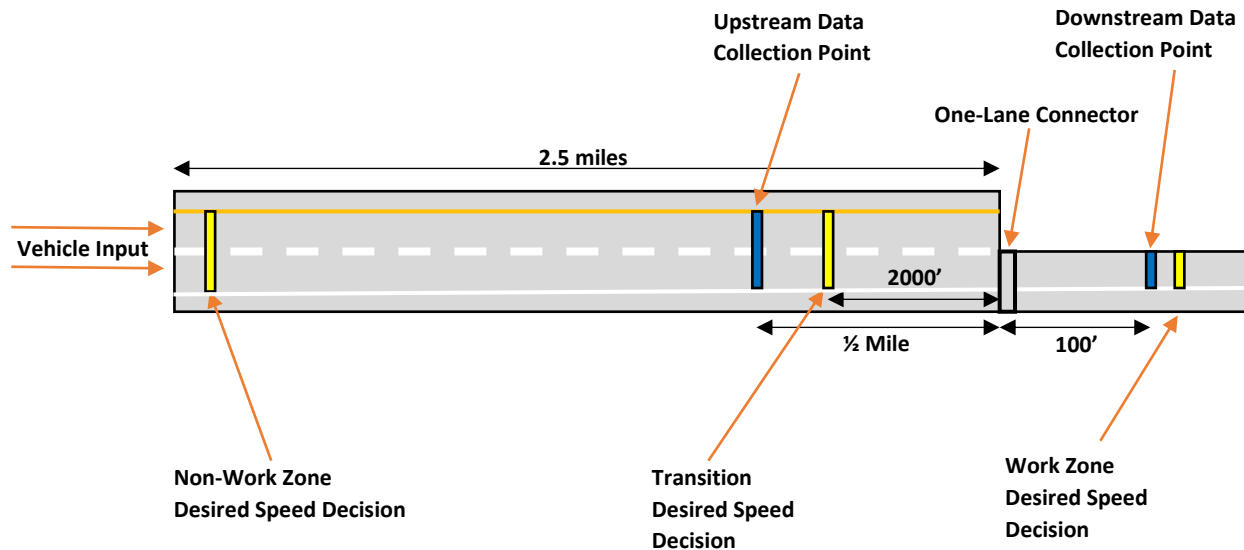 Upstream Data
Collection Point
Downstream Data
Collection Point
One-Lane Connector
2.5 miles
Vehicle Input
2000’
½ Mile
100’
Non-Work Zone
Desired Speed Decision
Transition
Desired Speed
Decision
Work Zone
Desired Speed
Decision